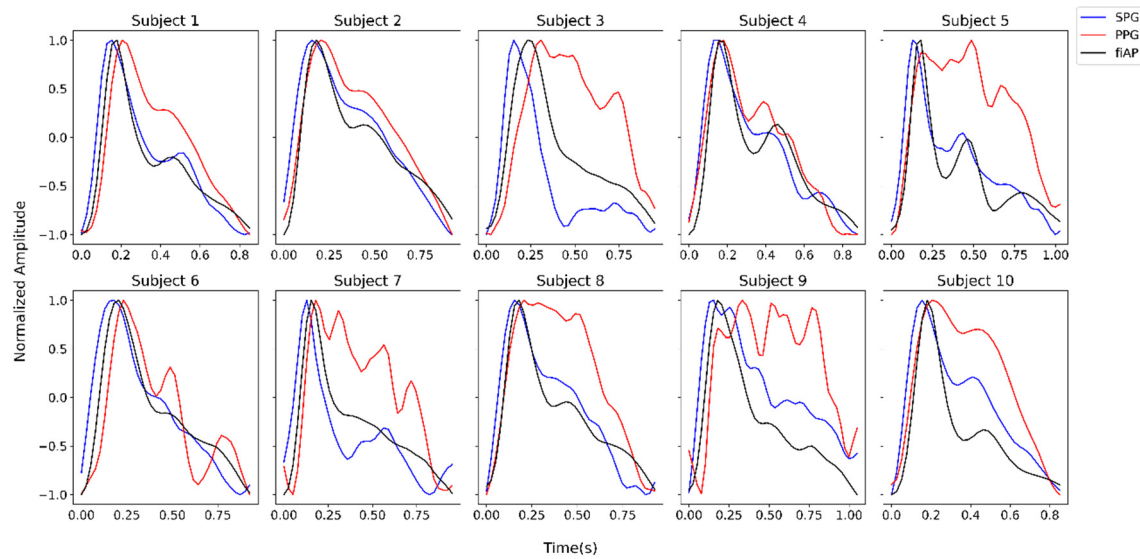 Subject 1 Subject 2 Subject 3 Subject 4 Subject 5
SPG
PPG
fiAP
1.0
0.5
0.0
−0.5
−1.0
0.0 0.2 0.4 0.6 0.8 0.00 0.25 0.50 0.75 0.00 0.25 0.50 0.75 0.0 0.2 0.4 0.6 0.8 0.00 0.25 0.50 0.75 1.00
Normalized Amplitude
Subject 6 Subject 7 Subject 8 Subject 9 Subject 10
1.0
0.5
0.0
−0.5
−1.0
0.00 0.25 0.50 0.75 0.00 0.25 0.50 0.75 0.00 0.25 0.50 0.75 0.00 0.25 0.50 0.75 1.00 0.0 0.2 0.4 0.6 0.8
Time(s)